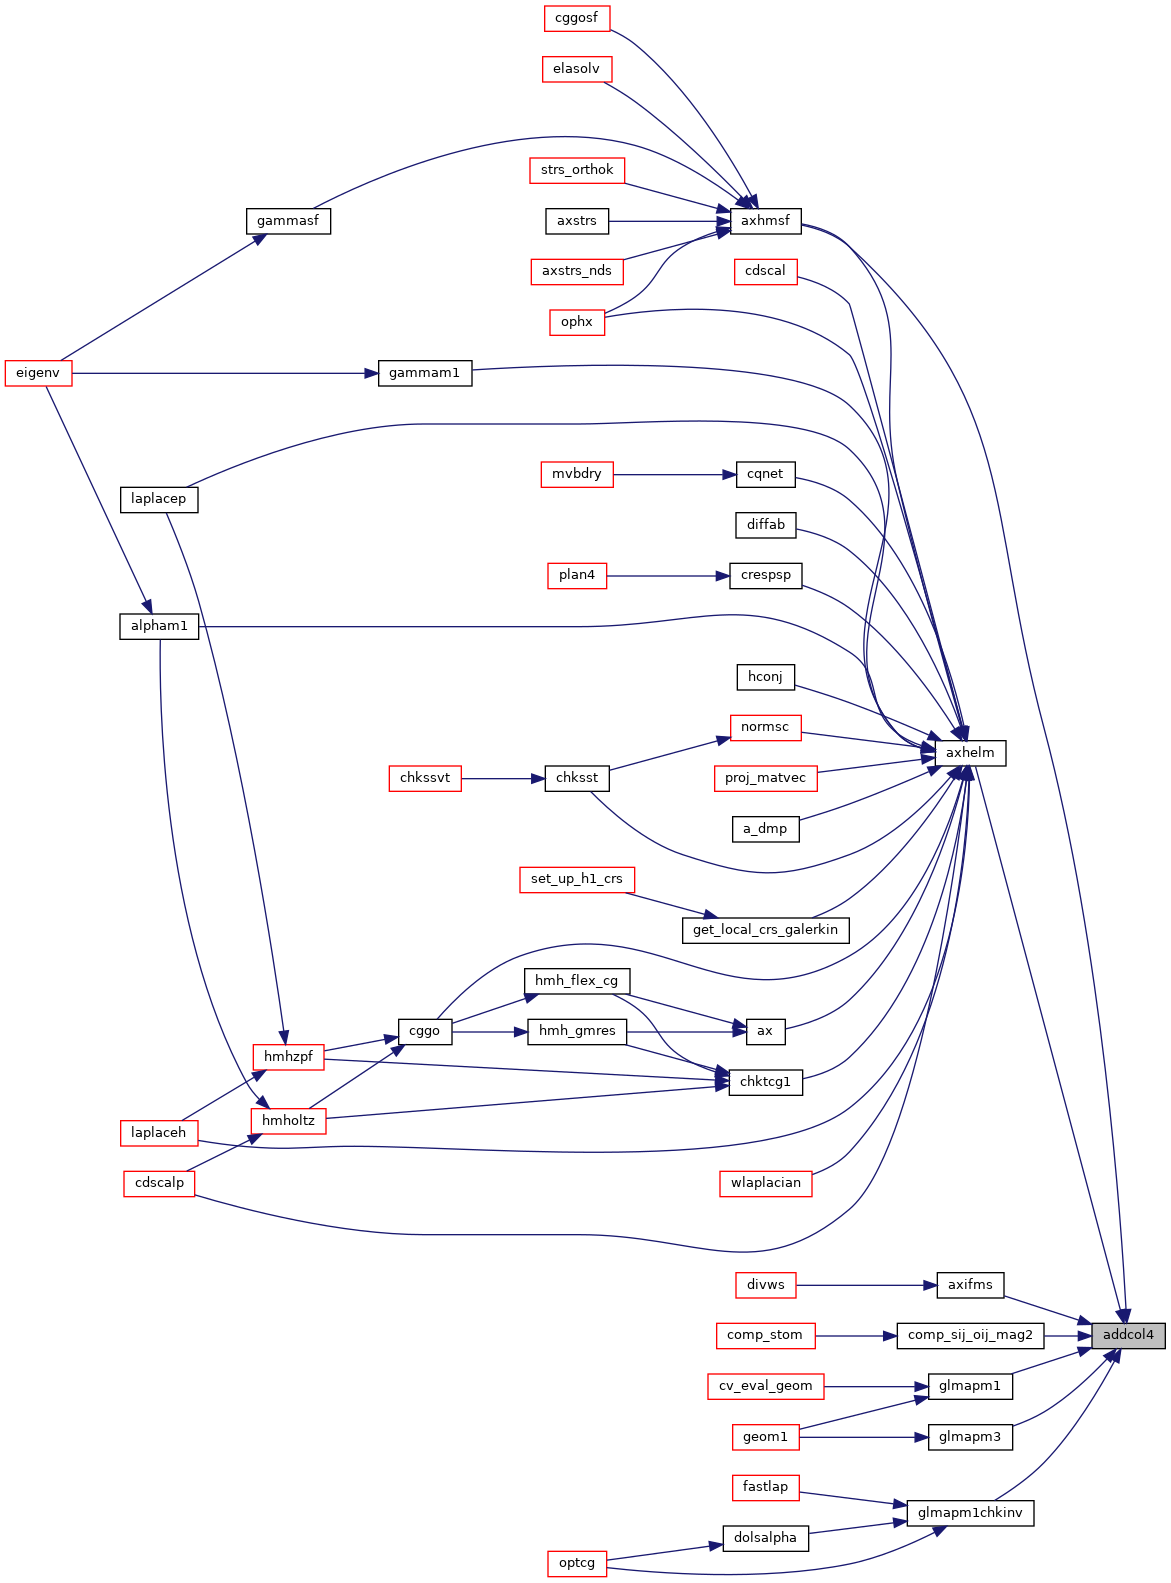 cggosf
elasolv
strs_orthok
gammasf
axstrs
axhmsf
axstrs_nds
cdscal
ophx
eigenv
gammam1
mvbdry
cqnet
laplacep
diffab
plan4
crespsp
alpham1
hconj
normsc
axhelm
chkssvt
chksst
proj_matvec
a_dmp
set_up_h1_crs
get_local_crs_galerkin
hmh_flex_cg
cggo
hmh_gmres
ax
hmhzpf
chktcg1
hmholtz
laplaceh
cdscalp
wlaplacian
divws
axifms
comp_stom
comp_sij_oij_mag2
addcol4
cv_eval_geom
glmapm1
geom1
glmapm3
fastlap
glmapm1chkinv
dolsalpha
optcg